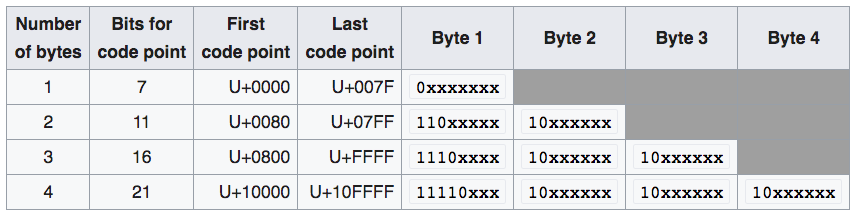 Number of bytes Bits for code point First code point Last code point Byte 1 Byte 2 Byte 3 Byte 4
1 7 U+0000 U+007F 0xxxxxxx
2 11 U+0080 U+07FF 110xxxxx 10xxxxxx
3 16 U+0800 U+FFFF 1110xxxx 10xxxxxx 10xxxxxx
4 21 U+10000 U+10FFFF 11110xxx 10xxxxxx 10xxxxxx 10xxxxxx